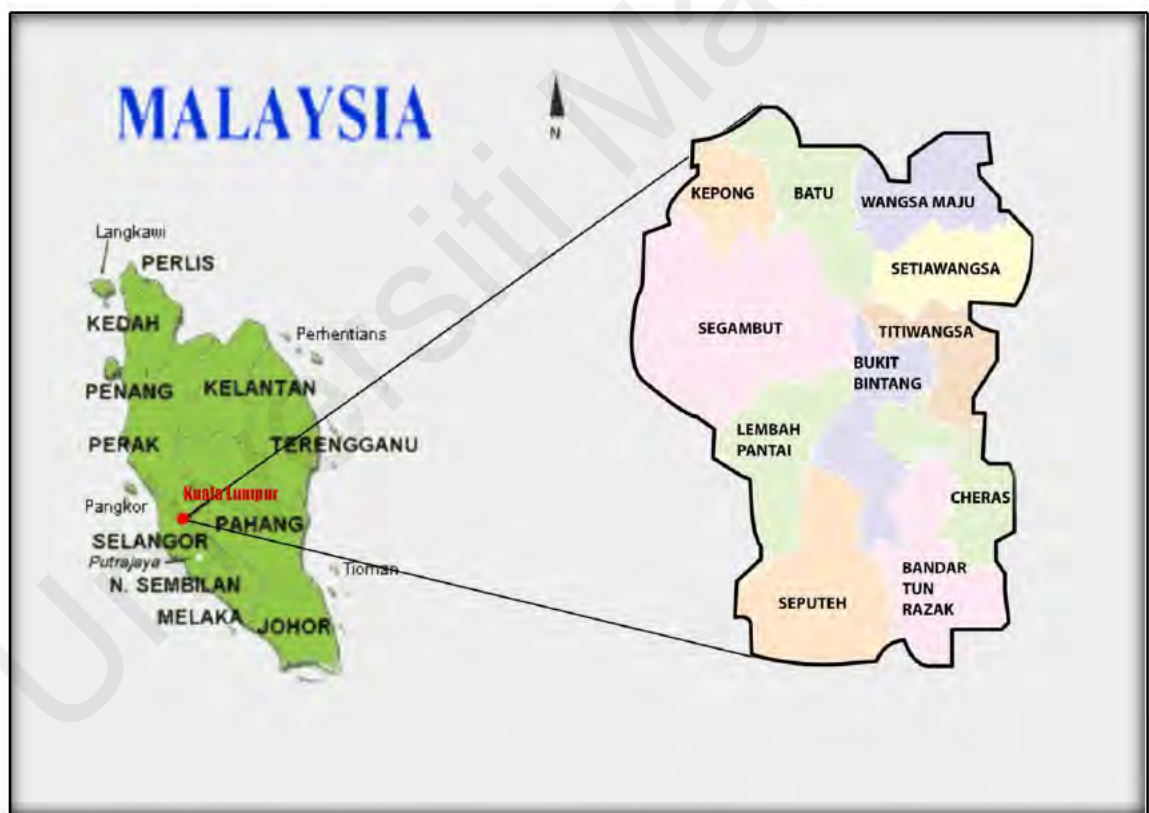 MALAYSIA
N
Langkawi
PERLIS
KEDAH
Perhentians
PENANG
KELANTAN
PERAK
TERENGGANU
Kuala Lumpur
Pangkor
PAHANG
SELANGOR
Putrajaya
Tioman
N. SEMBILAN
MELAKA
JOHOR
KEPONG
BATU
WANGSA MAJU
SETIAWANGSA
SEGAMBUT
TITIWANGSA
BUKIT
BINTANG
LEMBAH
PANTAI
CHERAS
BANDAR
TUN
RAZAK
SEPUTEH